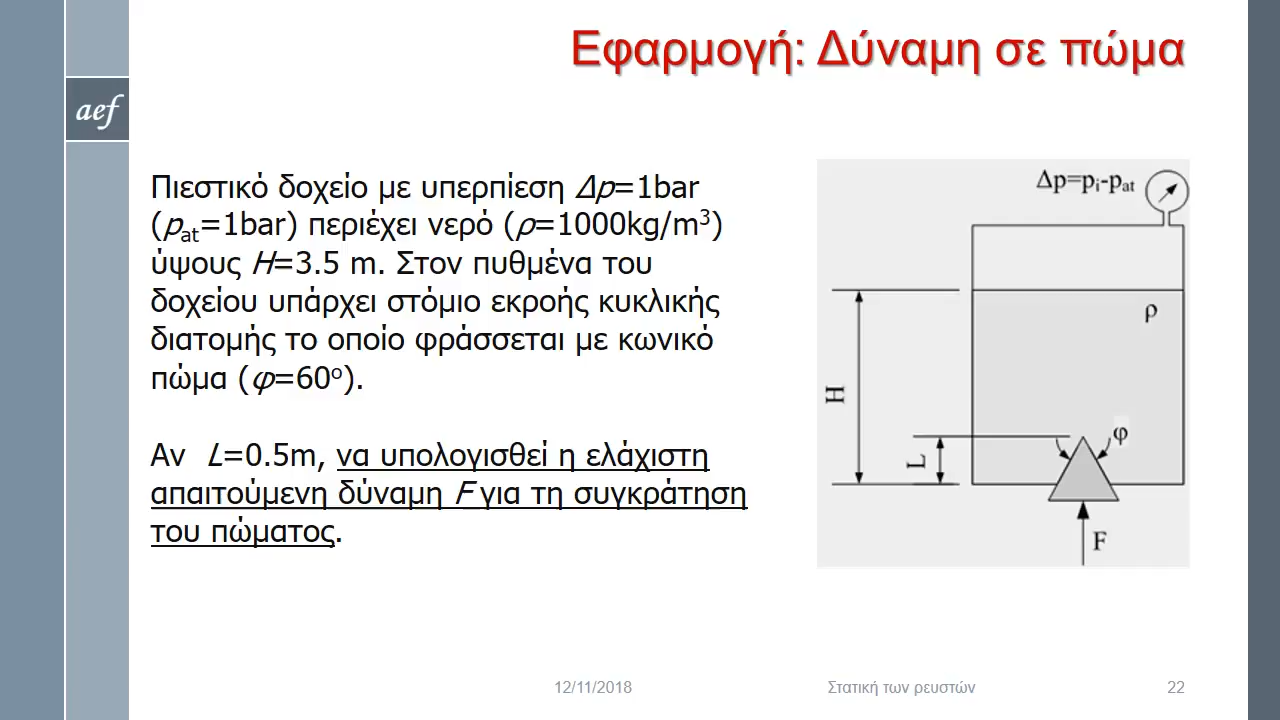 Εφαρμογή: Δύναμη σε πώμα
aef
Πιεστικό δοχείο με υπερπίεση Δp=1bar
(pat=1bar) περιέχει νερό (ρ=1000kg/m³)
ύψους H=3.5 m. Στον πυθμένα του
δοχείου υπάρχει στόμιο εκροής κυκλικής
διατομής το οποίο φράσσεται με κωνικό
πώμα (φ=60ο).
Αν L=0.5m, να υπολογισθεί η ελάχιστη
απαιτούμενη δύναμη F για τη συγκράτηση
του πώματος.
Δp=pi-pat
ρ
H
L
φ
F
12/11/2018
Στατική των ρευστών
22